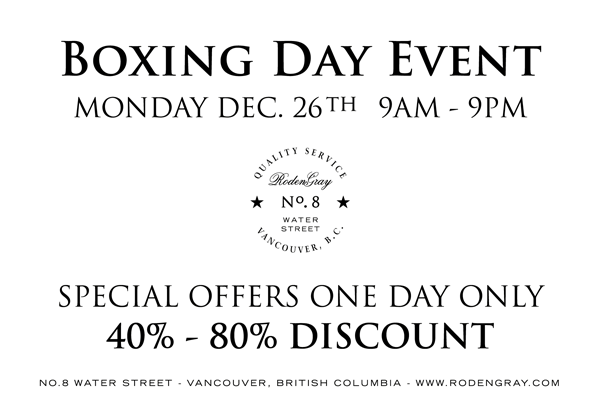 BOXING DAY EVENT
MONDAY DEC. 26TH 9AM - 9PM
QUALITY SERVICE
RodenGray
★ No. 8 ★
WATER
STREET
VANCOUVER, B.C.
SPECIAL OFFERS ONE DAY ONLY
40% - 80% DISCOUNT
NO.8 WATER STREET - VANCOUVER, BRITISH COLUMBIA - WWW.RODENGRAY.COM